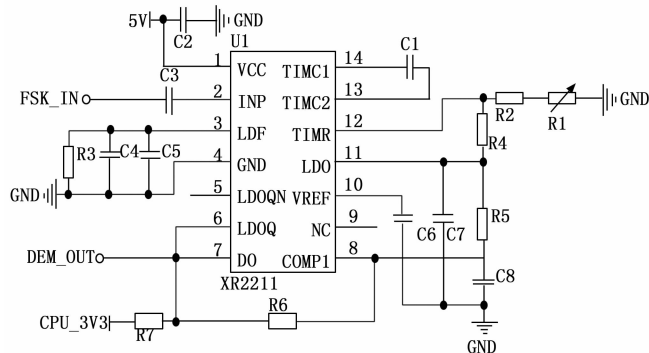 5V
C2
GND
U1
C3
FSK_IN
1
2
3
4
5
6
7
VCC
INP
LDF
GND
LDOQN
LDOQ
DO
TIMC1
TIMC2
TIMR
LDO
VREF
NC
COMP1
14
13
12
11
10
9
8
XR2211
C1
R2
R1
GND
R4
R3
C4
C5
GND
R5
C6
C7
C8
DEM_OUT
CPU_3V3
R7
R6
GND